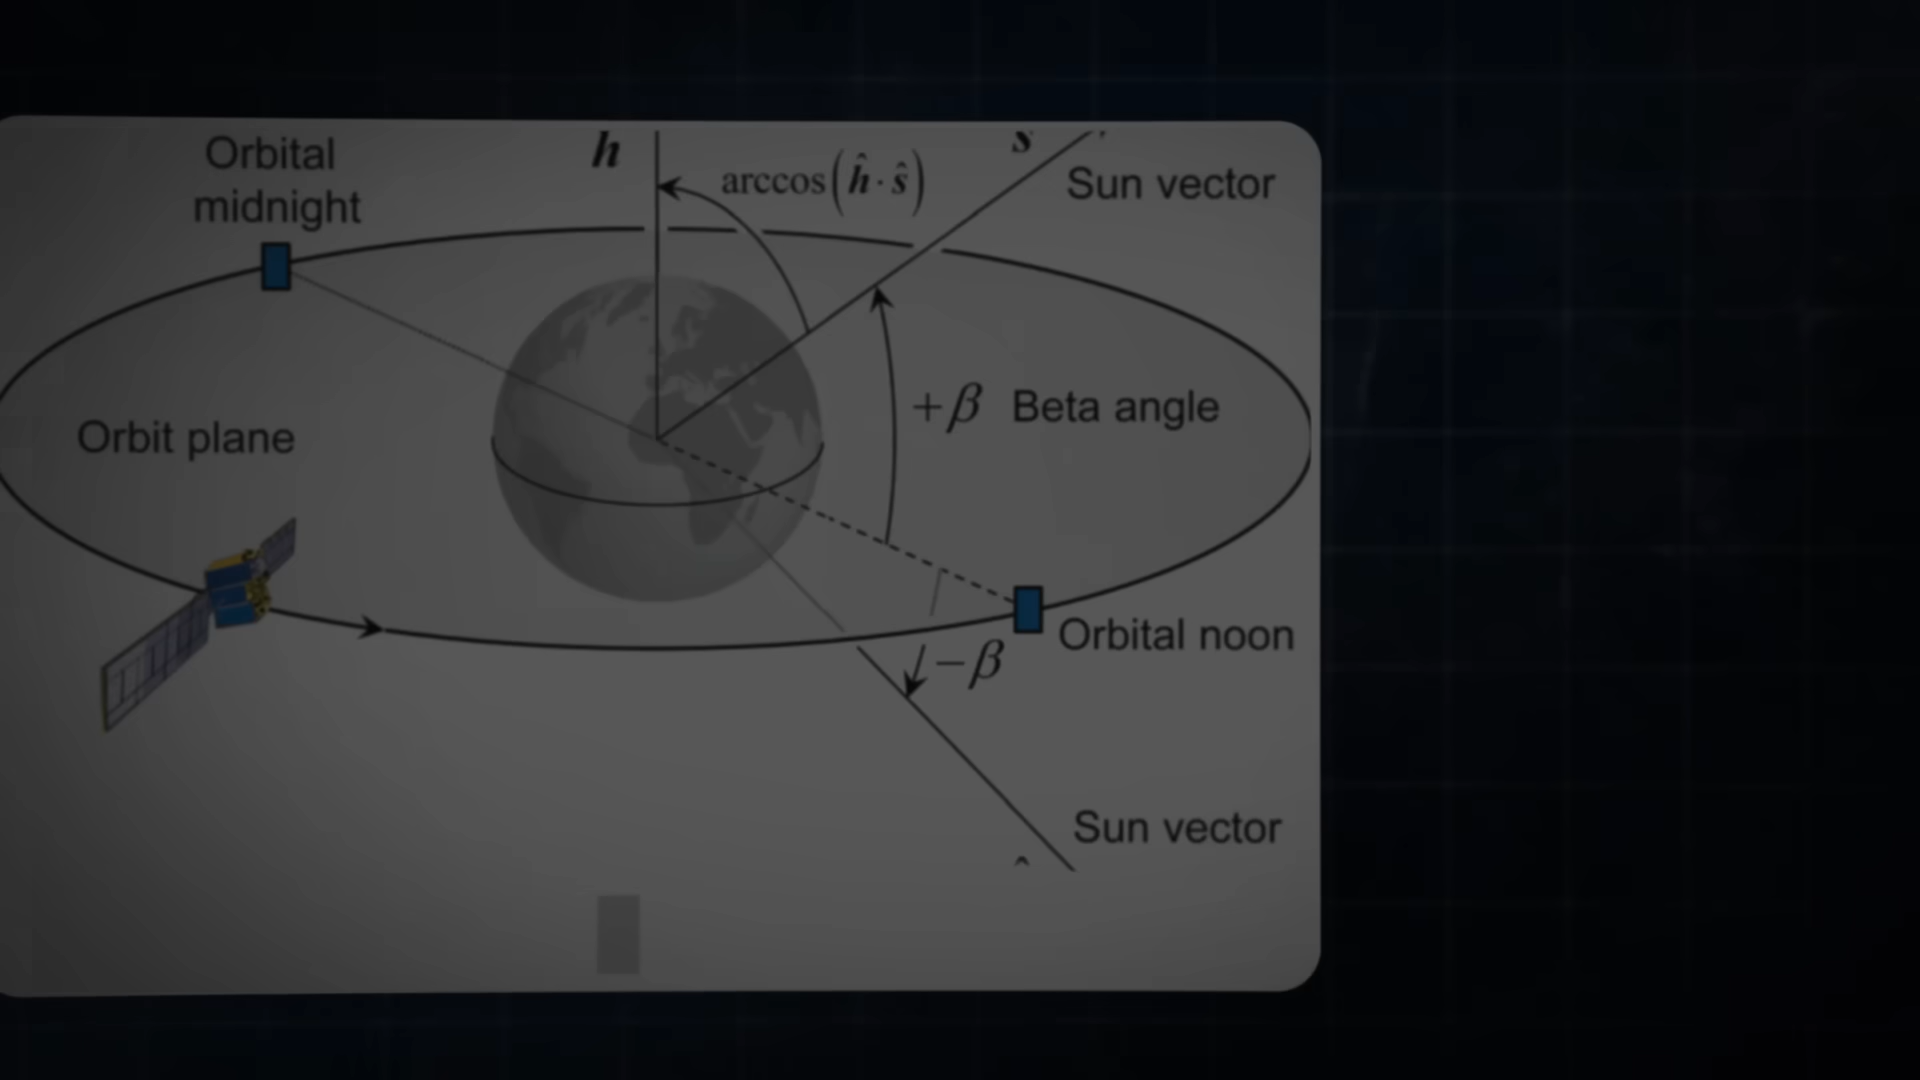 Orbital
midnight
h
s
arccos(ĥ · ŝ)
Sun vector
Orbit plane
+β Beta angle
Orbital noon
−β
Sun vector